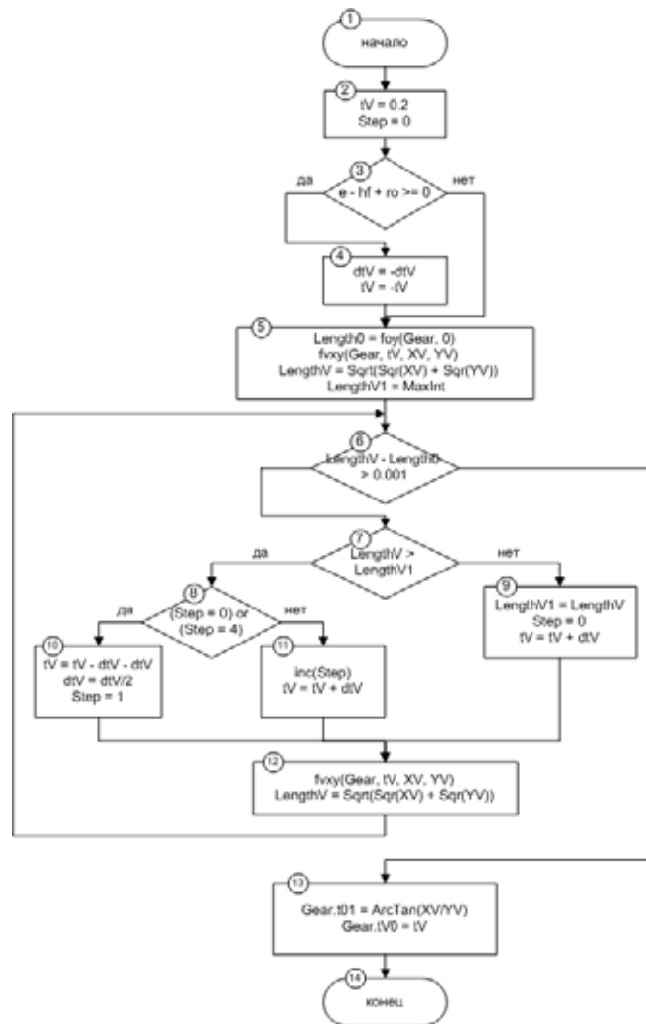 1
начало
2
tV = 0.2
Step = 0
3
да
нет
e - hf + ro >= 0
4
dtV = -dtV
tV = -tV
5
Length0 = foy(Gear, 0)
fvxy(Gear, tV, XV, YV)
LengthV = Sqrt(Sqr(XV) + Sqr(YV))
LengthV1 = MaxInt
6
LengthV - Length0
> 0.001
7
да
нет
LengthV >
LengthV1
8
да
нет
(Step = 0) or
(Step = 4)
9
LengthV1 = LengthV
Step = 0
tV = tV + dtV
10
tV = tV - dtV - dtV
dtV = dtV/2
Step = 1
11
inc(Step)
tV = tV + dtV
12
fvxy(Gear, tV, XV, YV)
LengthV = Sqrt(Sqr(XV) + Sqr(YV))
13
Gear.t01 = ArcTan(XV/YV)
Gear.tV0 = tV
14
конец